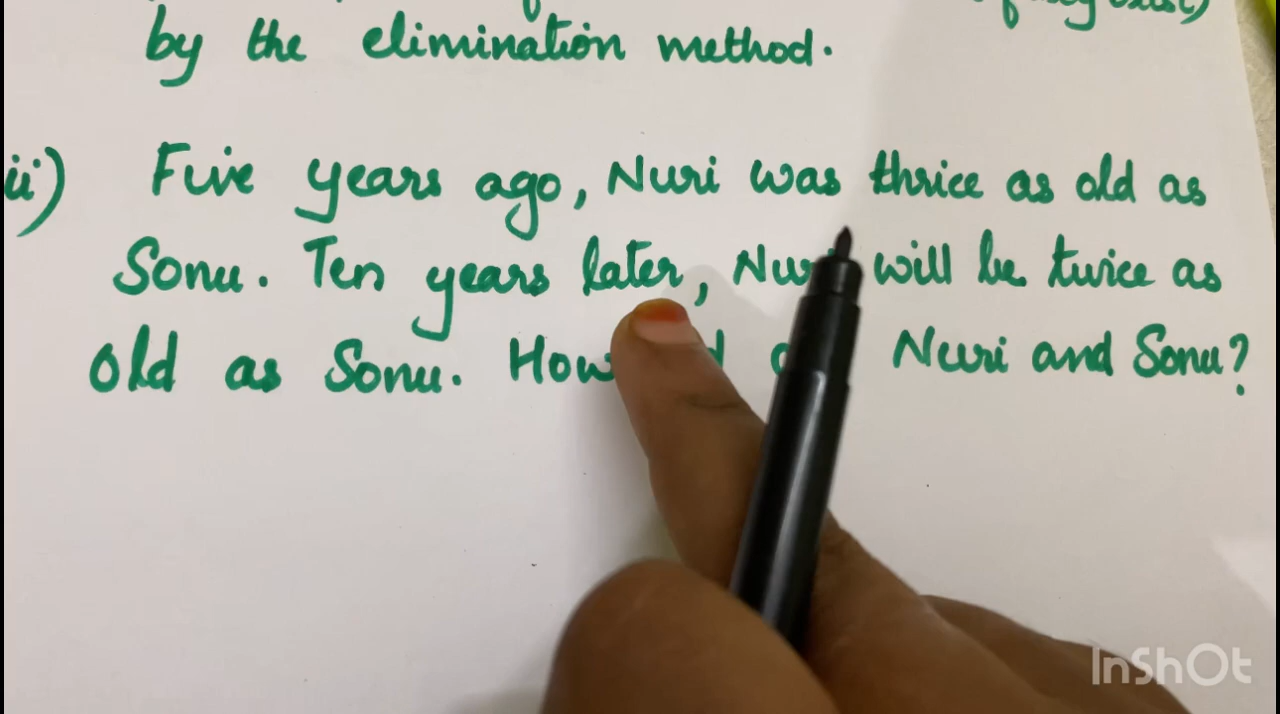 by the elimination method.
ii) Five years ago, Nuri was thrice as old as
Sonu. Ten years later, will be twice as
old as Sonu. How Nuri and Sonu?
InShOt